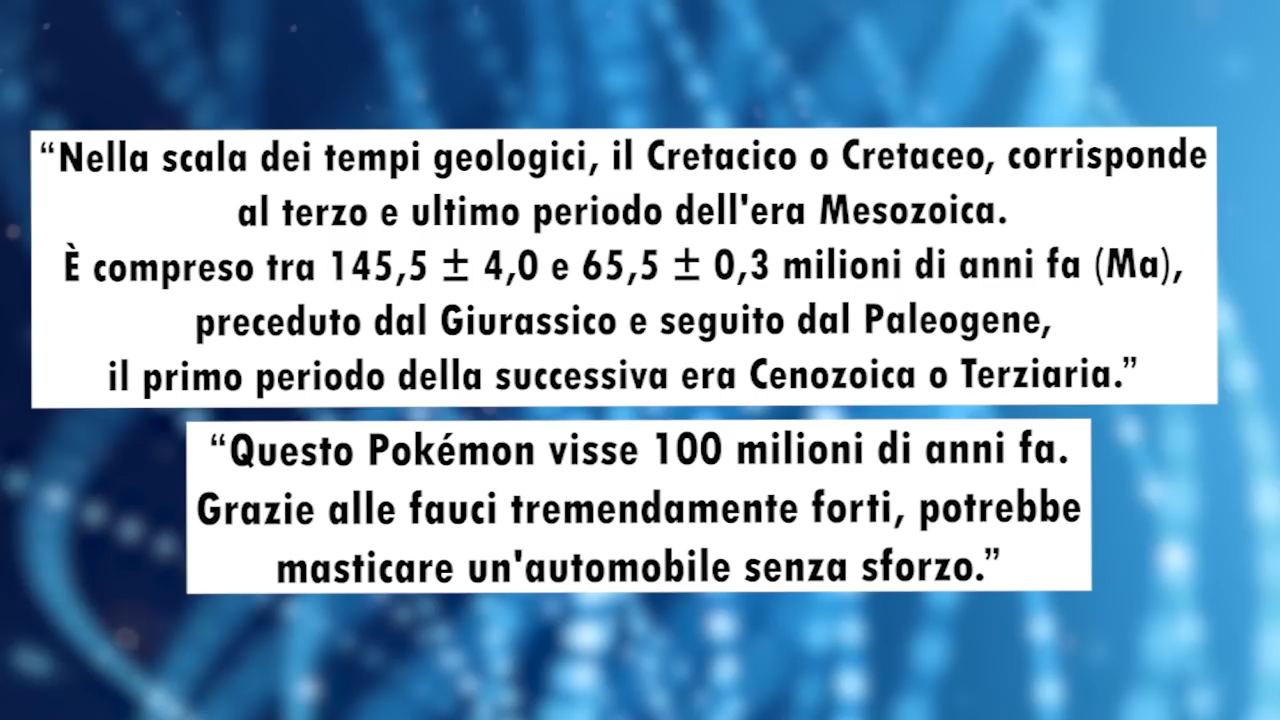 “Nella scala dei tempi geologici, il Cretacico o Cretaceo, corrisponde
al terzo e ultimo periodo dell'era Mesozoica.
È compreso tra 145,5 ± 4,0 e 65,5 ± 0,3 milioni di anni fa (Ma),
preceduto dal Giurassico e seguito dal Paleogene,
il primo periodo della successiva era Cenozoica o Terziaria.”
“Questo Pokémon visse 100 milioni di anni fa.
Grazie alle fauci tremendamente forti, potrebbe
masticare un'automobile senza sforzo.”